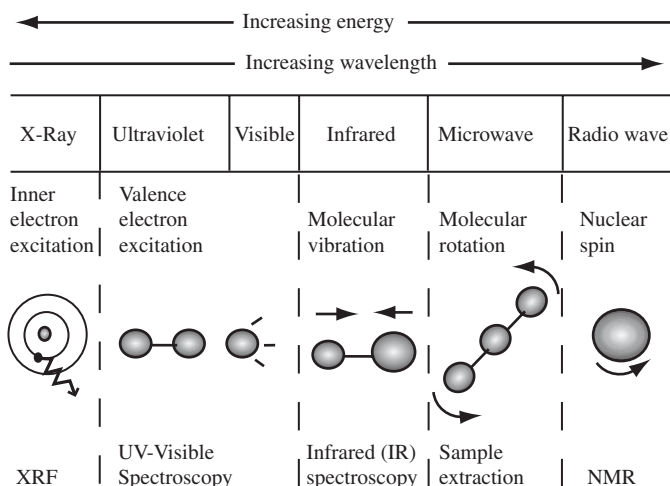 Increasing energy
Increasing wavelength
X-Ray Ultraviolet Visible Infrared Microwave Radio wave
Inner
electron
excitation
Valence
electron
excitation
Molecular
vibration
Molecular
rotation
Nuclear
spin
XRF
UV-Visible
Spectroscopy
Infrared (IR)
spectroscopy
Sample
extraction
NMR